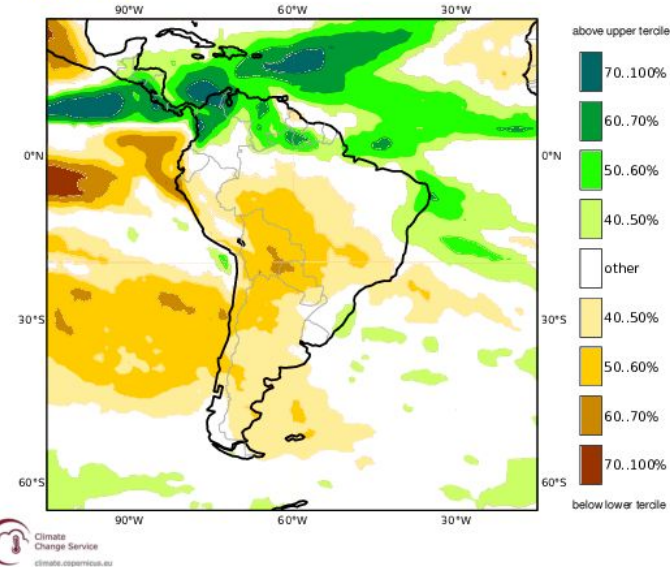 90°W 60°W 30°W
above upper tercile
70..100%
60..70%
0°N 0°N
50..60%
40..50%
other
30°S 30°S
40..50%
50..60%
60..70%
60°S 60°S
70..100%
below lower tercile
90°W 60°W 30°W
Climate
Change Service
climate.copernicus.eu